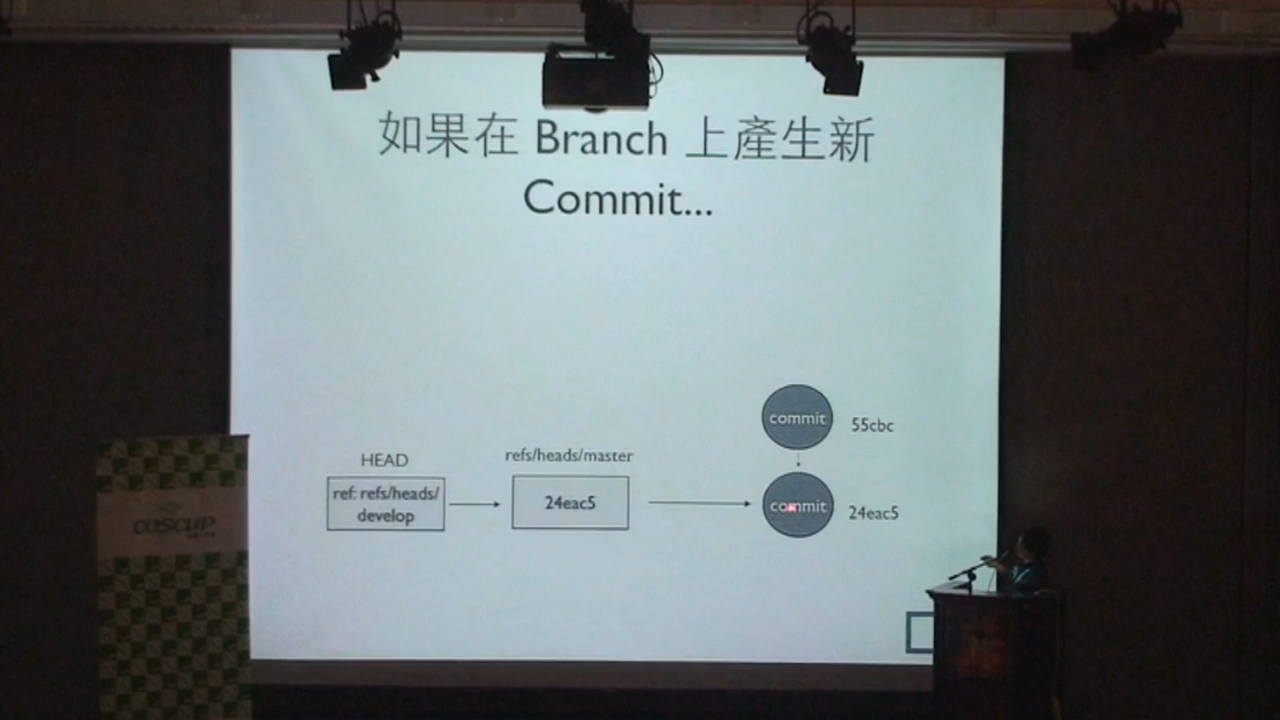 如果在 Branch 上產生新
Commit...
commit
55cbc
HEAD
refs/heads/master
ref: refs/heads/
develop
24eac5
commit
24eac5
COSCUP